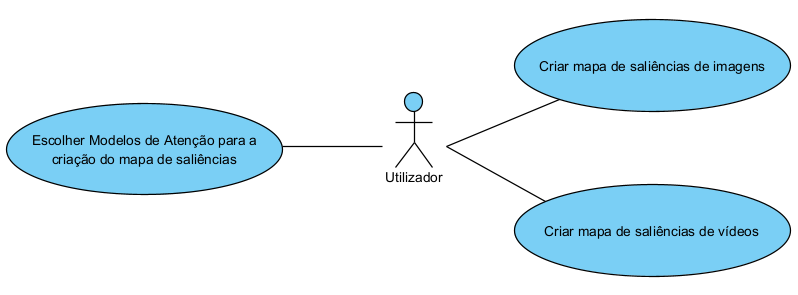 Criar mapa de saliências de imagens
Escolher Modelos de Atenção para a
criação do mapa de saliências
Utilizador
Criar mapa de saliências de vídeos